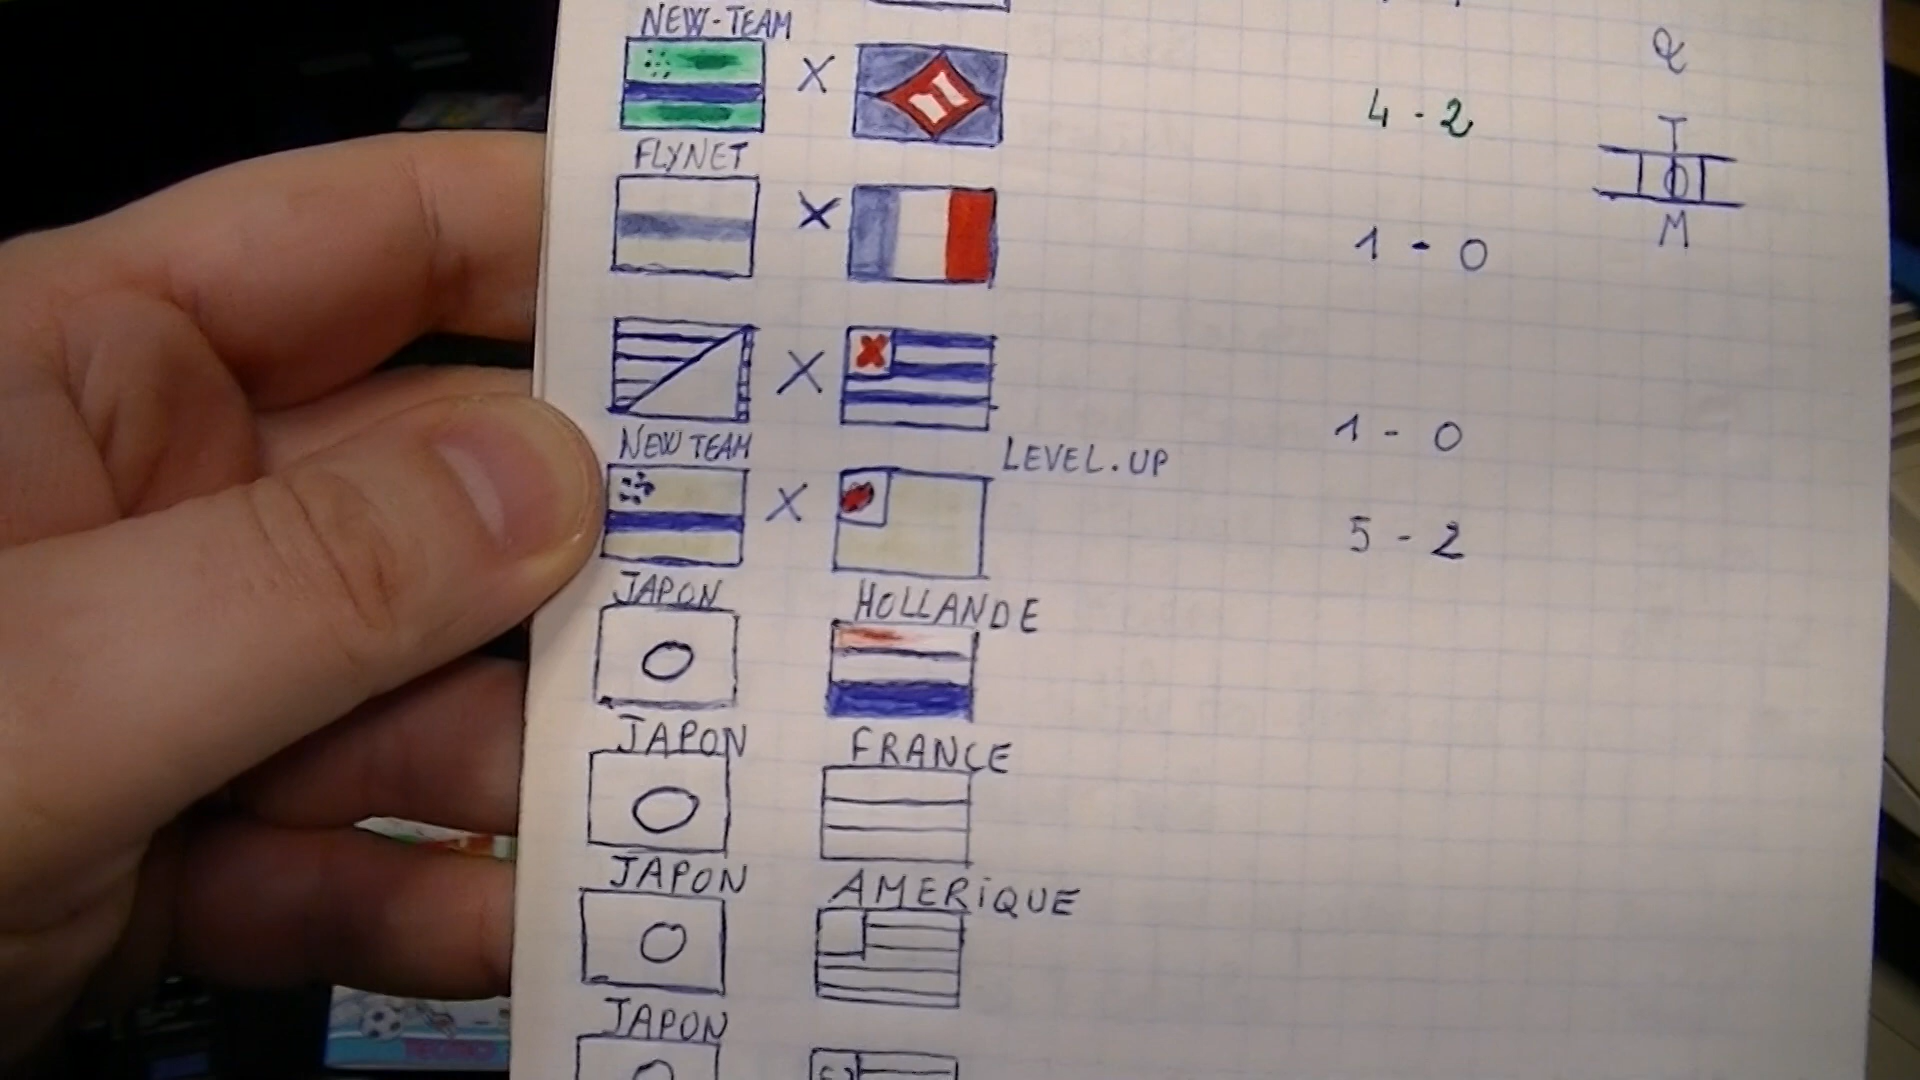 NEW-TEAM
X
4 - 2
Q
T
M
FLYNET
X
1 - 0
X
1 - 0
NEW TEAM
LEVEL.UP
X
5 - 2
JAPON HOLLANDE
JAPON FRANCE
JAPON AMERiQUE
JAPON